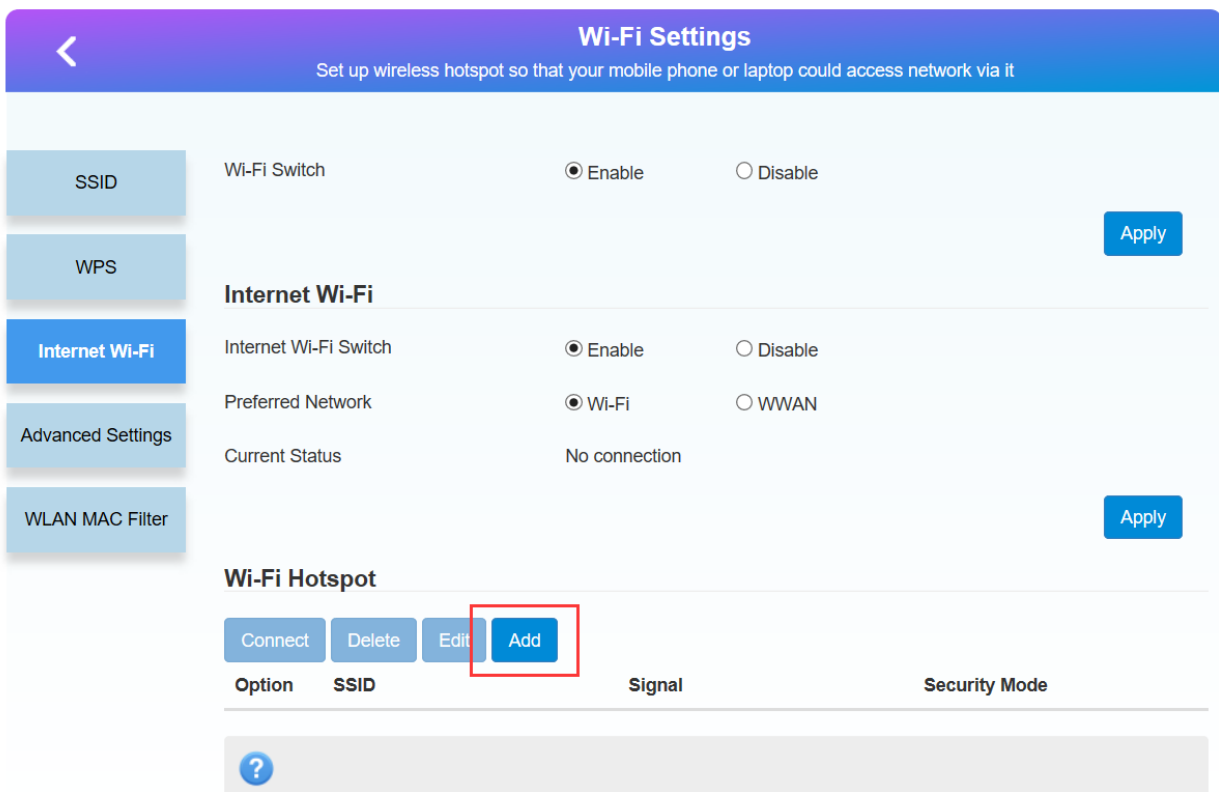 Wi-Fi Settings
Set up wireless hotspot so that your mobile phone or laptop could access network via it
SSID
WPS
Internet Wi-Fi
Advanced Settings
WLAN MAC Filter
Wi-Fi Switch Enable Disable
Apply
Internet Wi-Fi
Internet Wi-Fi Switch Enable Disable
Preferred Network Wi-Fi WWAN
Current Status No connection
Apply
Wi-Fi Hotspot
Connect Delete Edit Add
Option SSID Signal Security Mode
?